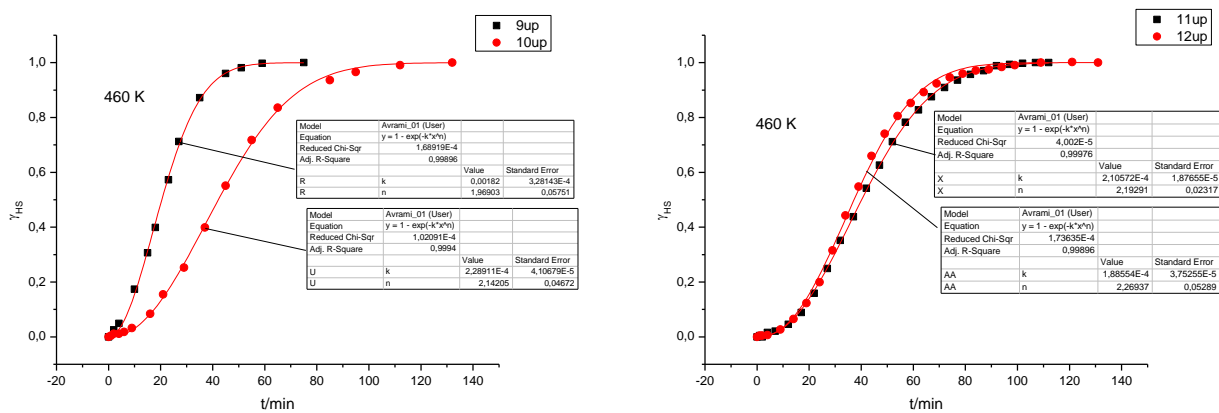 9up
10up
460 K
Model Avrami_01 (User)
Equation y = 1 - exp(-k*x^n)
Reduced Chi-Sqr 1,68919E-4
Adj. R-Square 0,99896
Value Standard Error
R k 0,00182 3,28143E-4
R n 1,96903 0,05751
Model Avrami_01 (User)
Equation y = 1 - exp(-k*x^n)
Reduced Chi-Sqr 1,02091E-4
Adj. R-Square 0,9994
Value Standard Error
U k 2,28911E-4 4,10679E-5
U n 2,14205 0,04672
1,0
0,8
0,6
0,4
0,2
0,0
γHS
-20 0 20 40 60 80 100 120 140
t/min
11up
12up
460 K
Model Avrami_01 (User)
Equation y = 1 - exp(-k*x^n)
Reduced Chi-Sqr 4,002E-5
Adj. R-Square 0,99976
Value Standard Error
X k 2,10572E-4 1,87655E-5
X n 2,19291 0,02317
Model Avrami_01 (User)
Equation y = 1 - exp(-k*x^n)
Reduced Chi-Sqr 1,73635E-4
Adj. R-Square 0,99896
Value Standard Error
AA k 1,88554E-4 3,75255E-5
AA n 2,26937 0,05289
1,0
0,8
0,6
0,4
0,2
0,0
γHS
-20 0 20 40 60 80 100 120 140
t/min